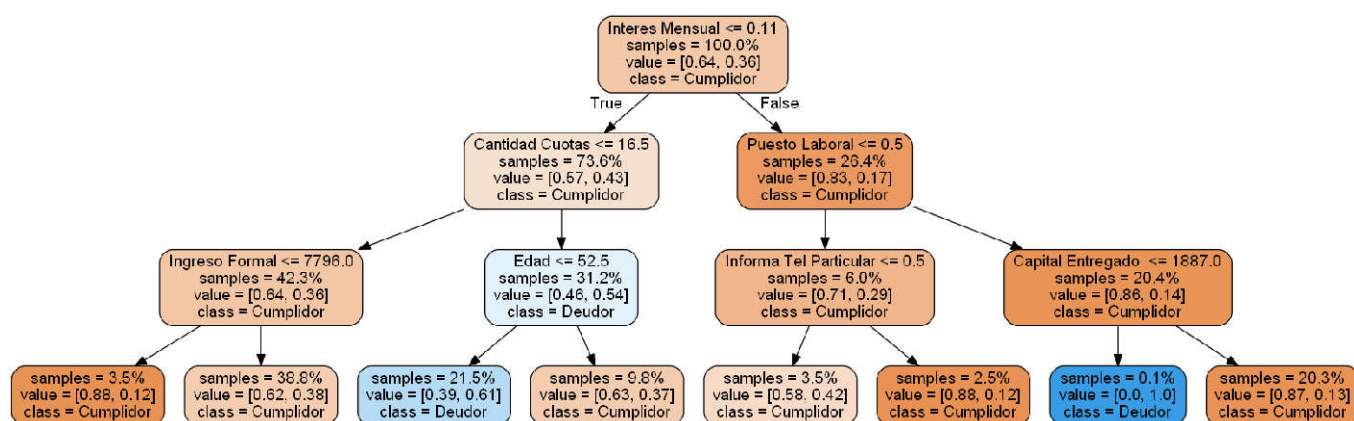 Interes Mensual <= 0.11
samples = 100.0%
value = [0.64, 0.36]
class = Cumplidor
True
False
Cantidad Cuotas <= 16.5
samples = 73.6%
value = [0.57, 0.43]
class = Cumplidor
Puesto Laboral <= 0.5
samples = 26.4%
value = [0.83, 0.17]
class = Cumplidor
Ingreso Formal <= 7796.0
samples = 42.3%
value = [0.64, 0.36]
class = Cumplidor
Edad <= 52.5
samples = 31.2%
value = [0.46, 0.54]
class = Deudor
Informa Tel Particular <= 0.5
samples = 6.0%
value = [0.71, 0.29]
class = Cumplidor
Capital Entregado <= 1887.0
samples = 20.4%
value = [0.86, 0.14]
class = Cumplidor
samples = 3.5%
value = [0.88, 0.12]
class = Cumplidor
samples = 38.8%
value = [0.62, 0.38]
class = Cumplidor
samples = 21.5%
value = [0.39, 0.61]
class = Deudor
samples = 9.8%
value = [0.63, 0.37]
class = Cumplidor
samples = 3.5%
value = [0.58, 0.42]
class = Cumplidor
samples = 2.5%
value = [0.88, 0.12]
class = Cumplidor
samples = 0.1%
value = [0.0, 1.0]
class = Deudor
samples = 20.3%
value = [0.87, 0.13]
class = Cumplidor